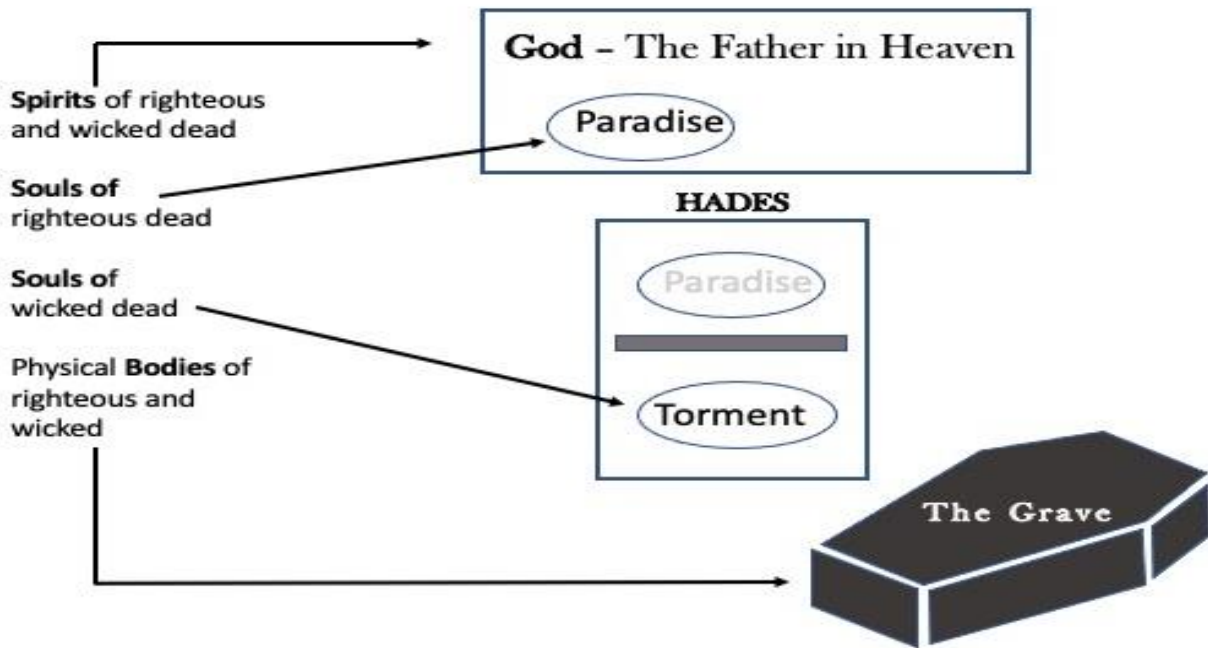 God – The Father in Heaven
Spirits of righteous
and wicked dead
Paradise
Souls of
righteous dead
HADES
Souls of
wicked dead
Paradise
Physical Bodies of
righteous and
wicked
Torment
The Grave